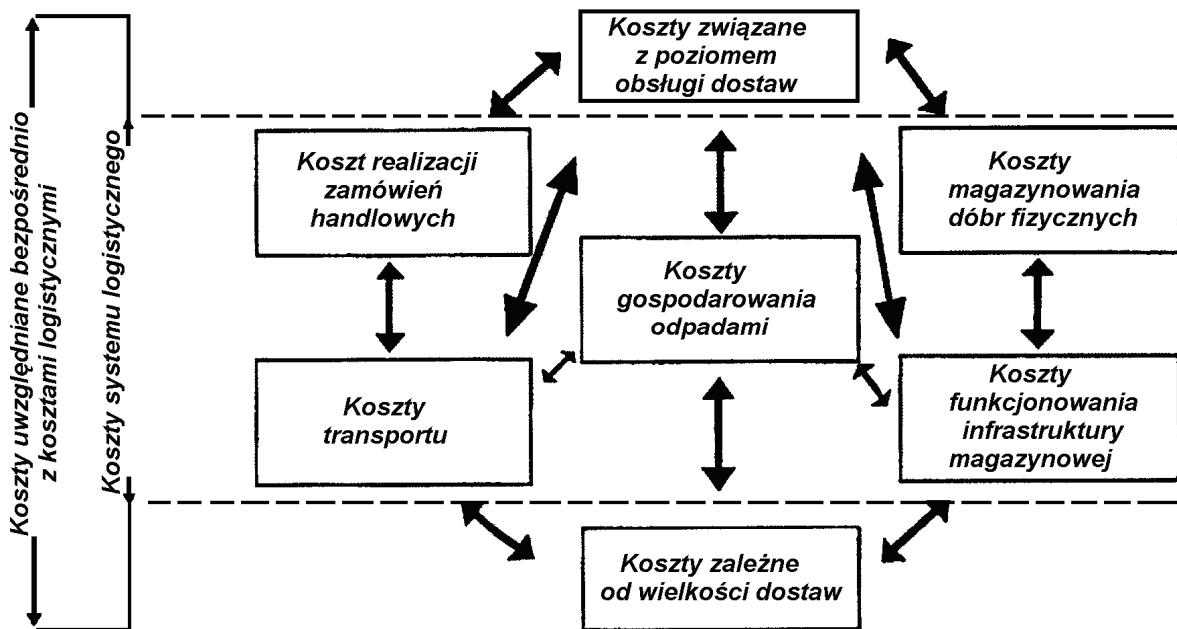 Koszty uwzględniane bezpośrednio
z kosztami logistycznymi
Koszty systemu logistycznego
Koszty związane
z poziomem
obsługi dostaw
Koszt realizacji
zamówień
handlowych
Koszty
magazynowania
dóbr fizycznych
Koszty
gospodarowania
odpadami
Koszty
transportu
Koszty
funkcjonowania
infrastruktury
magazynowej
Koszty zależne
od wielkości dostaw